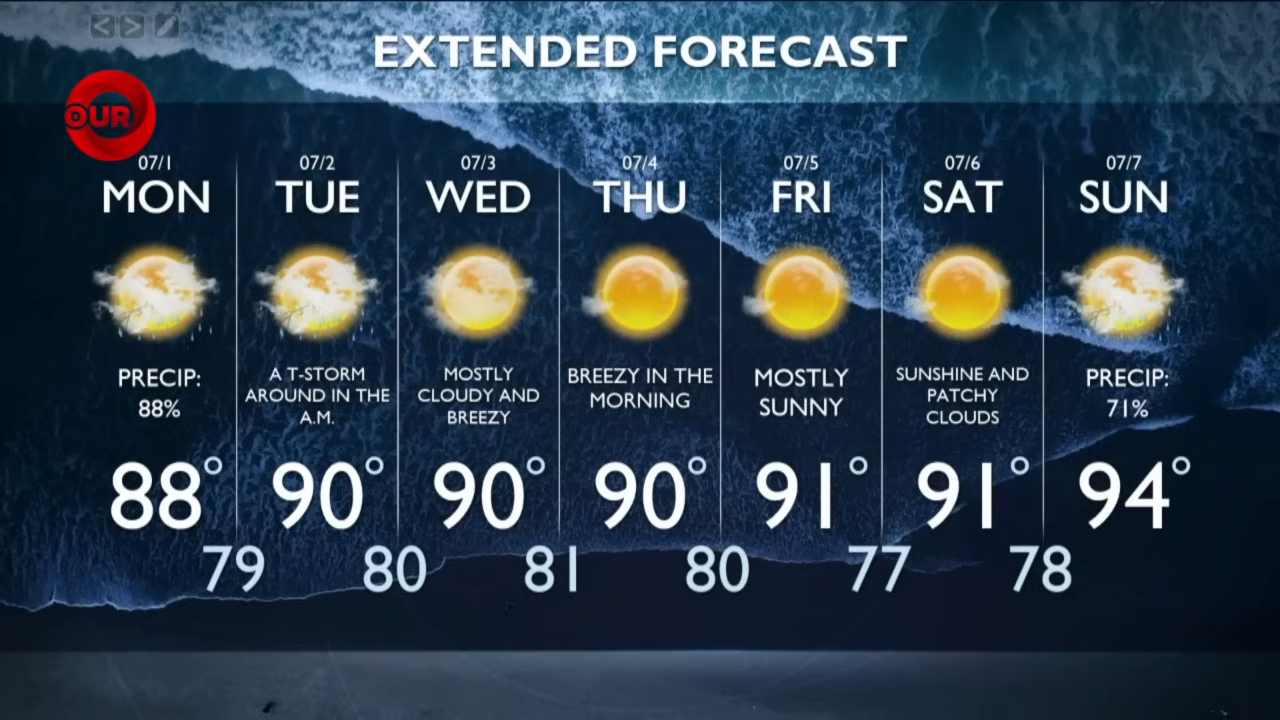 EXTENDED FORECAST
OUR
07/1
MON
PRECIP:
88%
88°
79
07/2
TUE
A T-STORM
AROUND IN THE
A.M.
90°
80
07/3
WED
MOSTLY
CLOUDY AND
BREEZY
90°
81
07/4
THU
BREEZY IN THE
MORNING
90°
80
07/5
FRI
MOSTLY
SUNNY
91°
77
07/6
SAT
SUNSHINE AND
PATCHY
CLOUDS
91°
78
07/7
SUN
PRECIP:
71%
94°